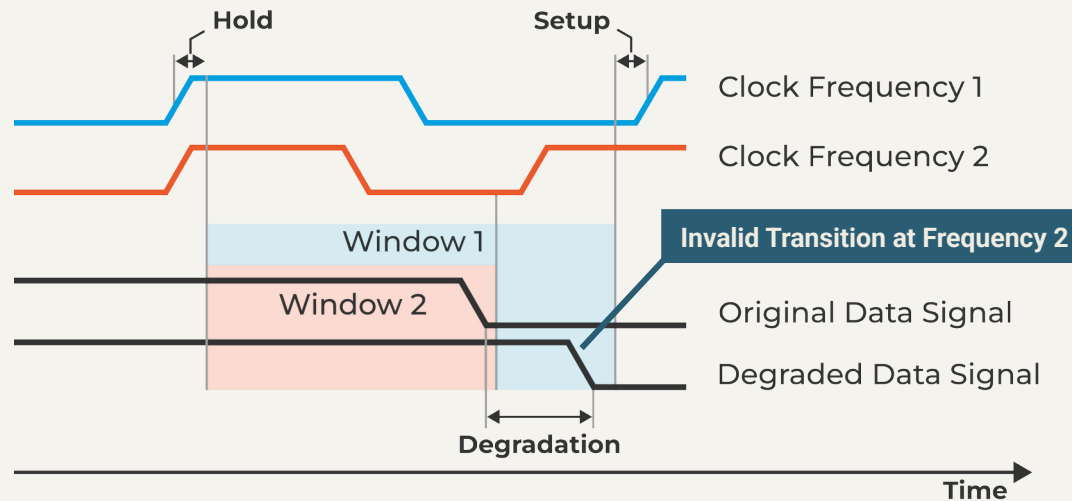 Hold
Setup
Clock Frequency 1
Clock Frequency 2
Window 1
Invalid Transition at Frequency 2
Window 2
Original Data Signal
Degraded Data Signal
Degradation
Time